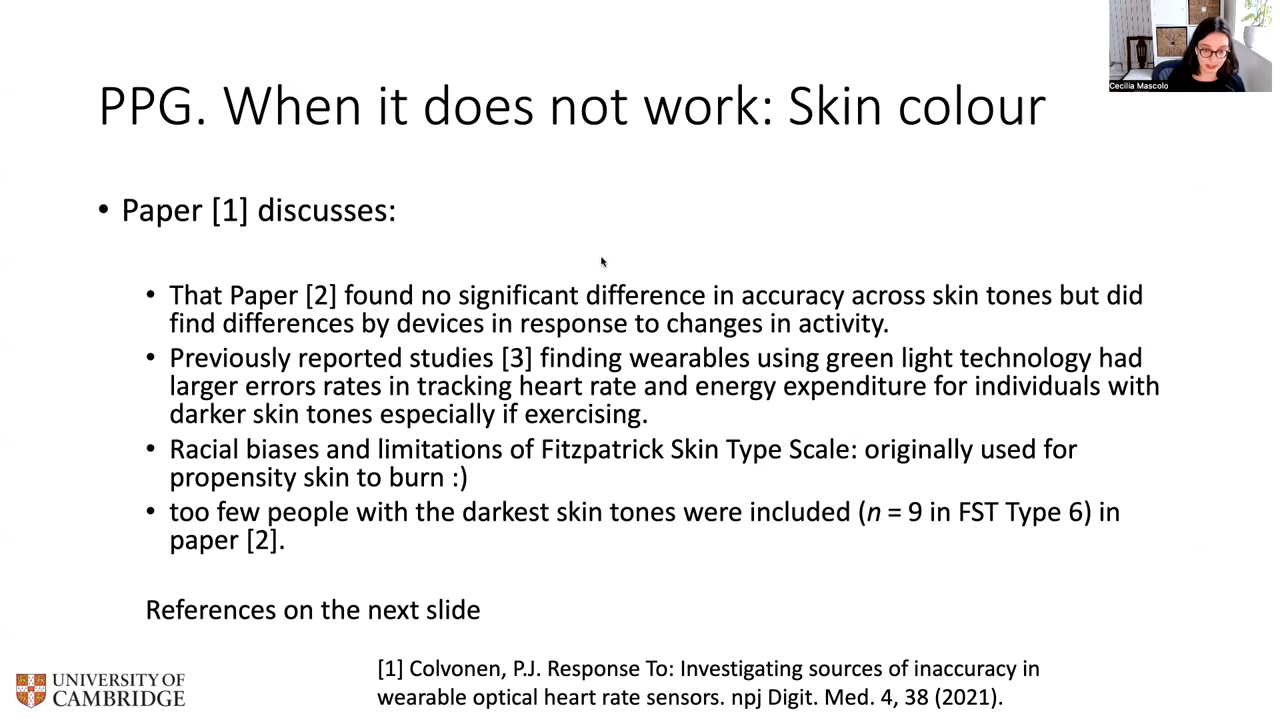 Cecilia Mascolo
PPG. When it does not work: Skin colour
• Paper [1] discusses:
• That Paper [2] found no significant difference in accuracy across skin tones but did
find differences by devices in response to changes in activity.
• Previously reported studies [3] finding wearables using green light technology had
larger errors rates in tracking heart rate and energy expenditure for individuals with
darker skin tones especially if exercising.
• Racial biases and limitations of Fitzpatrick Skin Type Scale: originally used for
propensity skin to burn :)
• too few people with the darkest skin tones were included (n = 9 in FST Type 6) in
paper [2].
References on the next slide
[1] Colvonen, P.J. Response To: Investigating sources of inaccuracy in
wearable optical heart rate sensors. npj Digit. Med. 4, 38 (2021).
UNIVERSITY OF
CAMBRIDGE